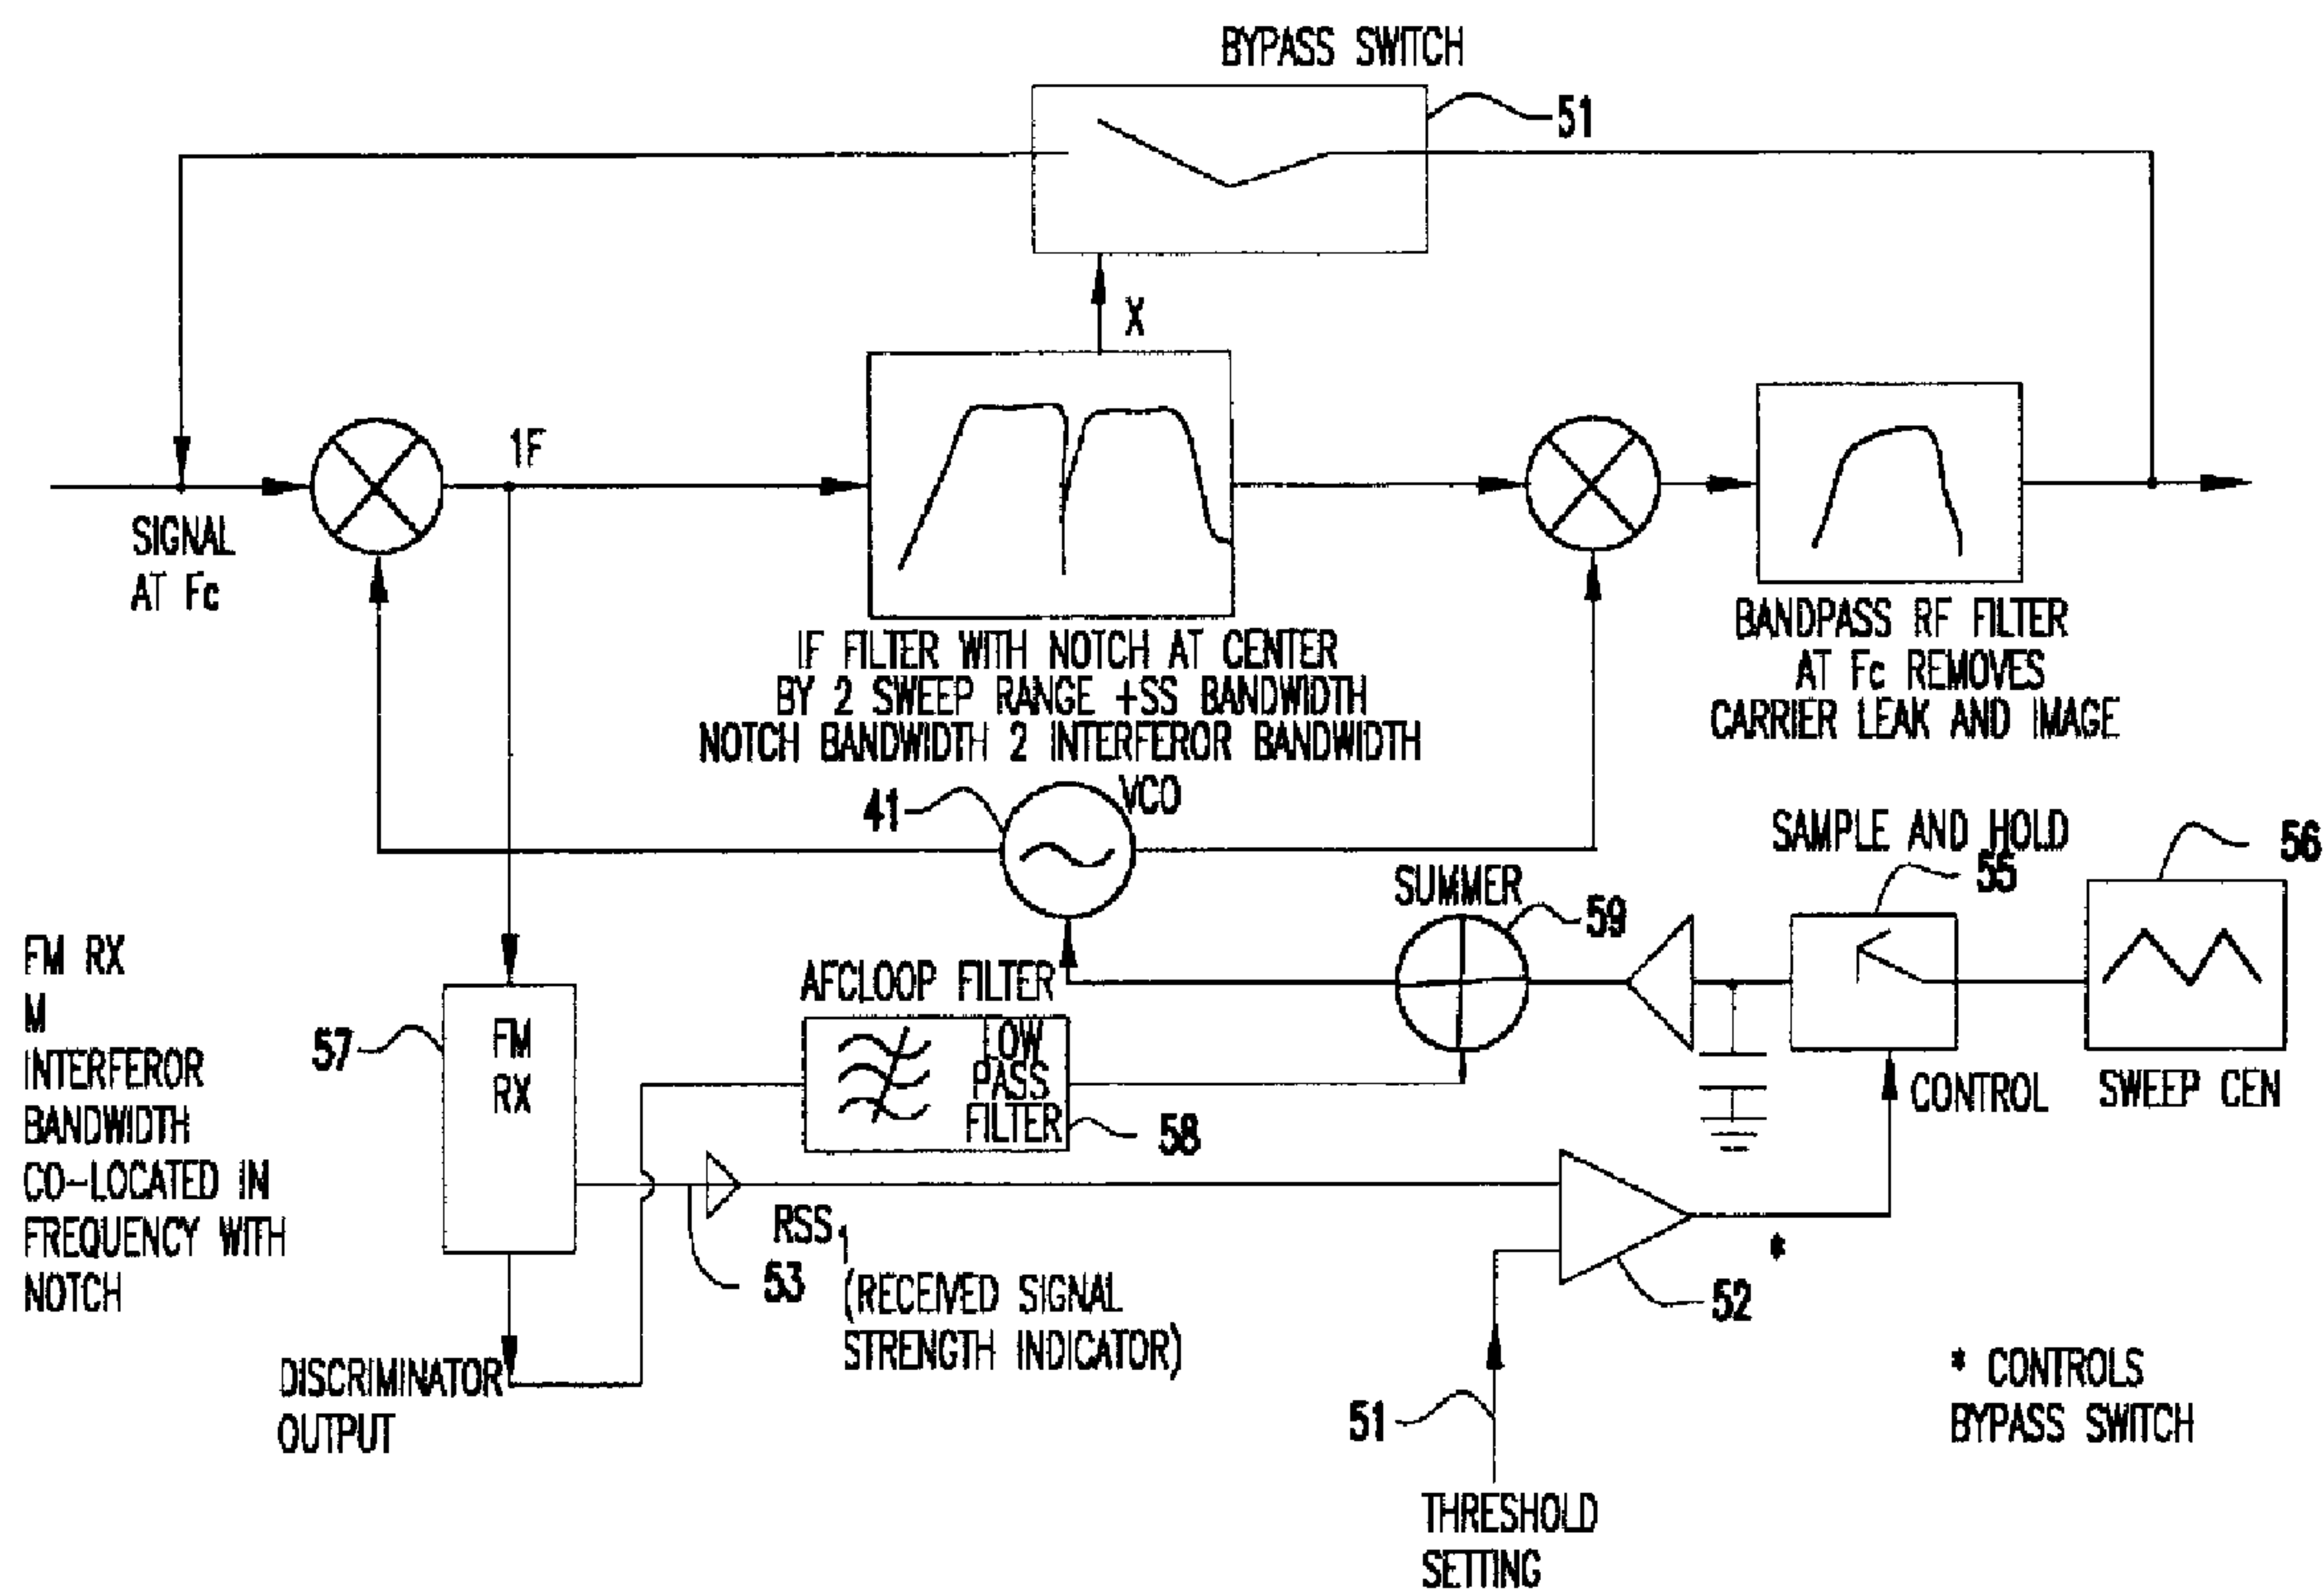 BYPASS SWITCH
51
X
1F
SIGNAL
AT Fc
IF FILTER WITH NOTCH AT CENTER
BY 2 SWEEP RANGE +SS BANDWIDTH
NOTCH BANDWIDTH 2 INTERFEROR BANDWIDTH
BANDPASS RF FILTER
AT Fc REMOVES
CARRIER LEAK AND IMAGE
41
VCO
SAMPLE AND HOLD
55
56
SUMMER
59
FM RX
M
INTERFEROR
BANDWIDTH
CO-LOCATED IN
FREQUENCY WITH
NOTCH
57
FM
RX
AFCLOOP FILTER
LOW
PASS
FILTER
58
CONTROL
SWEEP CEN
RSS1
53
(RECEIVED SIGNAL
STRENGTH INDICATOR)
*
52
DISCRIMINATOR
OUTPUT
51
THRESHOLD
SETTING
* CONTROLS
BYPASS SWITCH